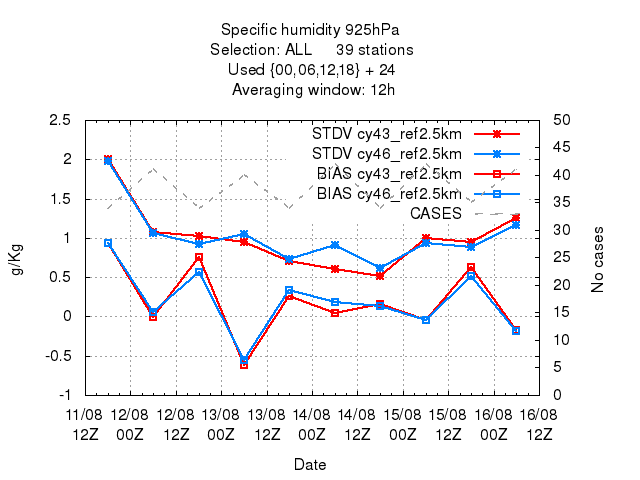 Specific humidity 925hPa
Selection: ALL 39 stations
Used {00,06,12,18} + 24
Averaging window: 12h
STDV cy43_ref2.5km
STDV cy46_ref2.5km
BIAS cy43_ref2.5km
BIAS cy46_ref2.5km
CASES
2.5
2
1.5
1
0.5
0
-0.5
-1
g/Kg
50
45
40
35
30
25
20
15
10
5
0
No cases
11/08 12/08 12/08 13/08 13/08 14/08 14/08 15/08 15/08 16/08 16/08
12Z 00Z 12Z 00Z 12Z 00Z 12Z 00Z 12Z 00Z 12Z
Date